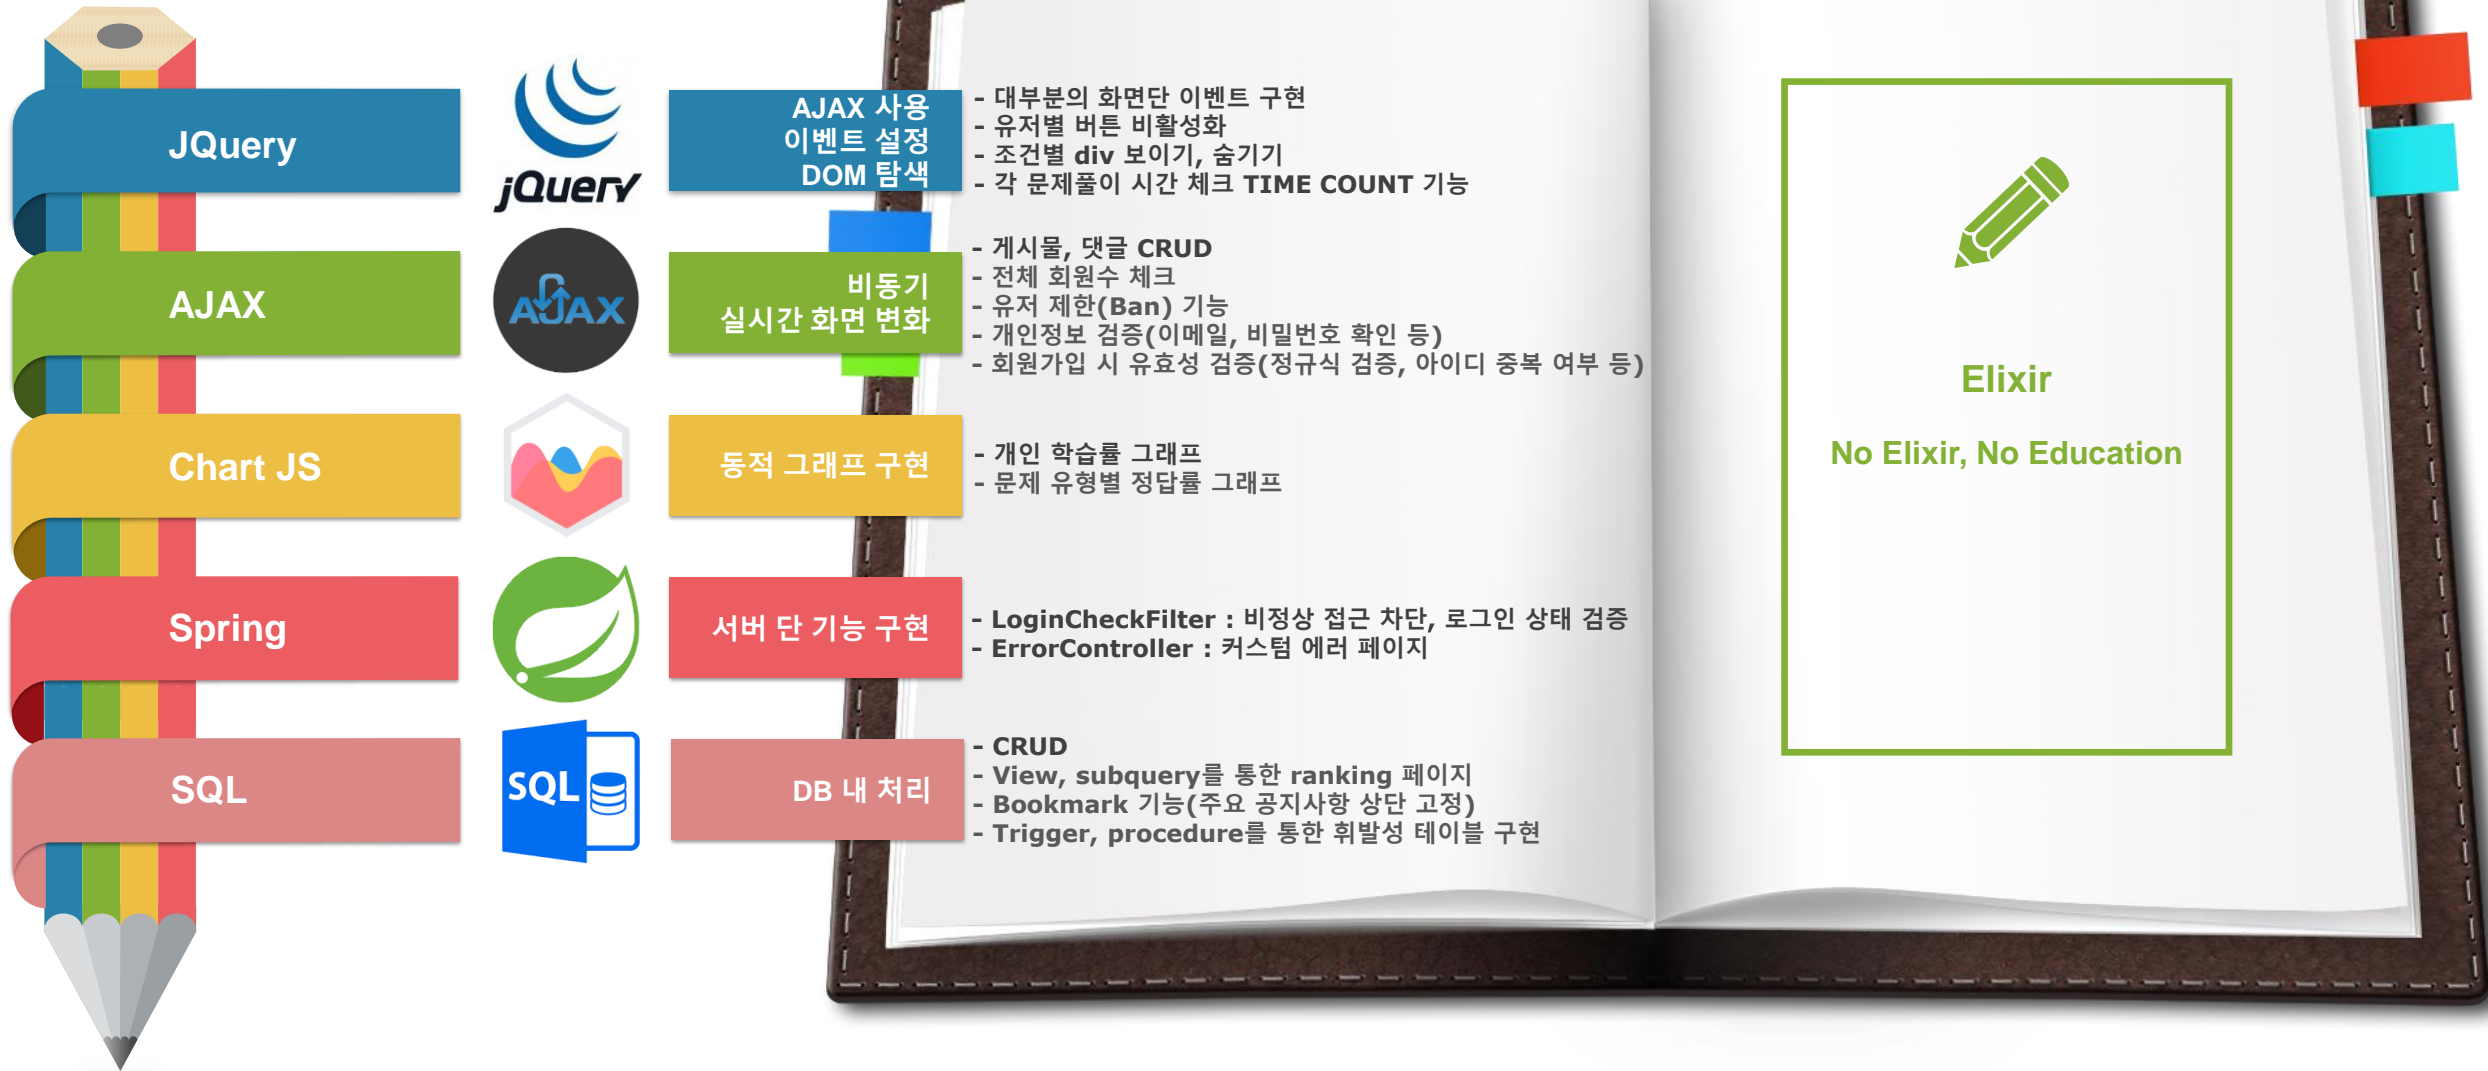 JQuery
jQuery
AJAX 사용
이벤트 설정
DOM 탐색
- 대부분의 화면단 이벤트 구현
- 유저별 버튼 비활성화
- 조건별 div 보이기, 숨기기
- 각 문제풀이 시간 체크 TIME COUNT 기능
AJAX
AJAX
비동기
실시간 화면 변화
- 게시물, 댓글 CRUD
- 전체 회원수 체크
- 유저 제한(Ban) 기능
- 개인정보 검증(이메일, 비밀번호 확인 등)
- 회원가입 시 유효성 검증(정규식 검증, 아이디 중복 여부 등)
Chart JS
동적 그래프 구현
- 개인 학습률 그래프
- 문제 유형별 정답률 그래프
Spring
서버 단 기능 구현
- LoginCheckFilter : 비정상 접근 차단, 로그인 상태 검증
- ErrorController : 커스텀 에러 페이지
SQL
SQL
DB 내 처리
- CRUD
- View, subquery를 통한 ranking 페이지
- Bookmark 기능(주요 공지사항 상단 고정)
- Trigger, procedure를 통한 휘발성 테이블 구현
Elixir
No Elixir, No Education